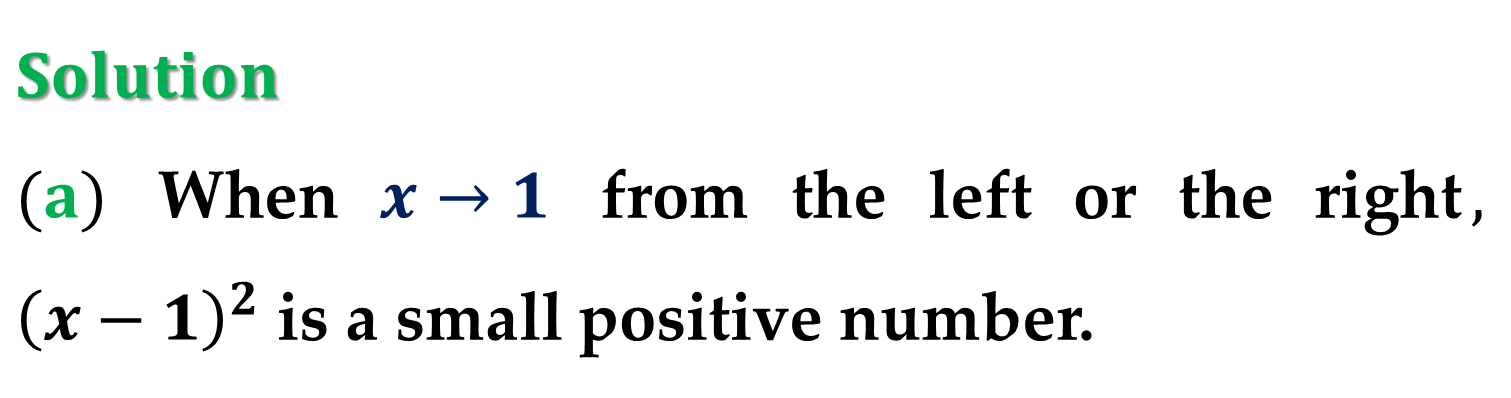 Solution
(a) When x → 1 from the left or the right,
(x − 1)² is a small positive number.